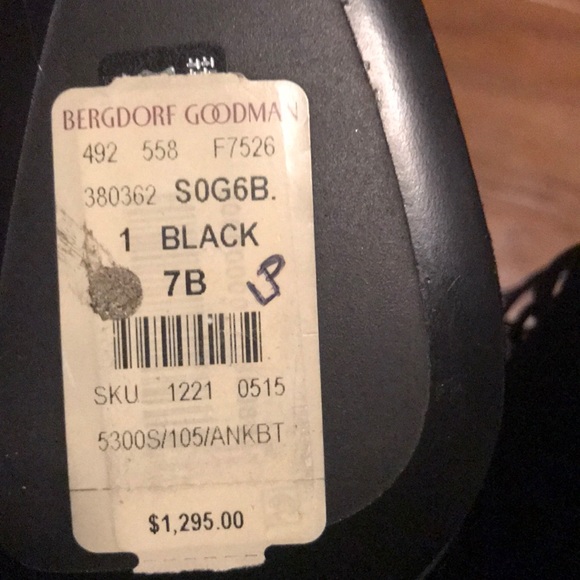 BERGDORF GOODMAN
492 558 F7526
380362 S0G6B.
1 BLACK
7B LP
SKU 1221 0515
5300S/105/ANKBT
$1,295.00